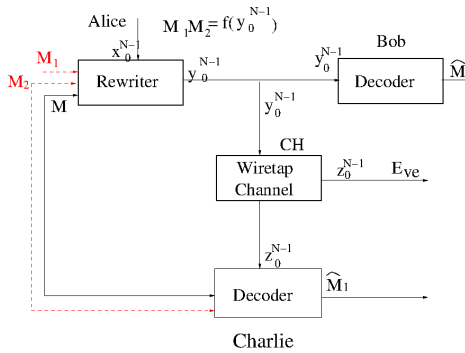 Alice M₁M₂=f(y₀ᴺ⁻¹)
Bob
x₀ᴺ⁻¹
M₁
M₂
M
Rewriter
y₀ᴺ⁻¹
y₀ᴺ⁻¹
Decoder
M̂
y₀ᴺ⁻¹
CH
Wiretap
Channel
z₀ᴺ⁻¹
Eve
z₀ᴺ⁻¹
Decoder
M̂₁
Charlie